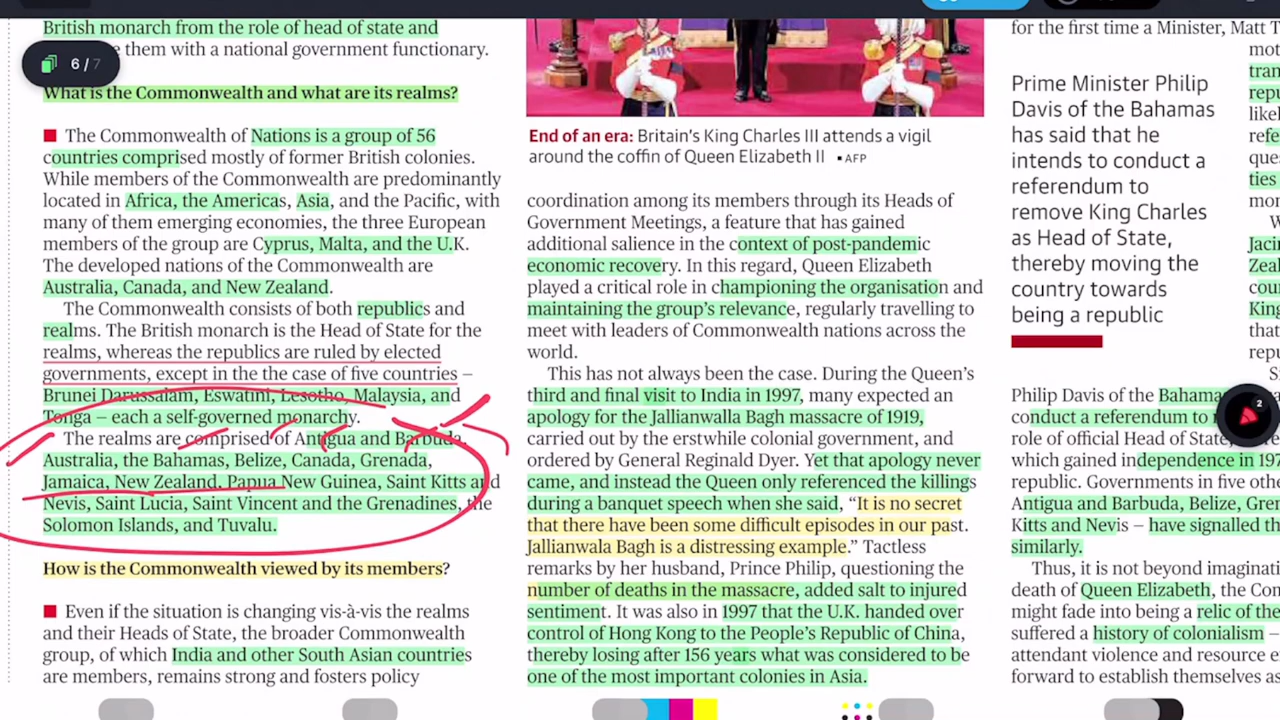 British monarch from the role of head of state and
them with a national government functionary.
6 / 7
What is the Commonwealth and what are its realms?
The Commonwealth of Nations is a group of 56
countries comprised mostly of former British colonies.
While members of the Commonwealth are predominantly
located in Africa, the Americas, Asia, and the Pacific, with
many of them emerging economies, the three European
members of the group are Cyprus, Malta, and the U.K.
The developed nations of the Commonwealth are
Australia, Canada, and New Zealand.
The Commonwealth consists of both republics and
realms. The British monarch is the Head of State for the
realms, whereas the republics are ruled by elected
governments, except in the the case of five countries –
Brunei Darussalam, Eswatini, Lesotho, Malaysia, and
Tonga – each a self-governed monarchy.
The realms are comprised of Antigua and Barbuda,
Australia, the Bahamas, Belize, Canada, Grenada,
Jamaica, New Zealand. Papua New Guinea, Saint Kitts and
Nevis, Saint Lucia, Saint Vincent and the Grenadines, the
Solomon Islands, and Tuvalu.
How is the Commonwealth viewed by its members?
Even if the situation is changing vis-à-vis the realms
and their Heads of State, the broader Commonwealth
group, of which India and other South Asian countries
are members, remains strong and fosters policy
End of an era: Britain's King Charles III attends a vigil
around the coffin of Queen Elizabeth II ▪ AFP
coordination among its members through its Heads of
Government Meetings, a feature that has gained
additional salience in the context of post-pandemic
economic recovery. In this regard, Queen Elizabeth
played a critical role in championing the organisation and
maintaining the group's relevance, regularly travelling to
meet with leaders of Commonwealth nations across the
world.
This has not always been the case. During the Queen's
third and final visit to India in 1997, many expected an
apology for the Jallianwalla Bagh massacre of 1919,
carried out by the erstwhile colonial government, and
ordered by General Reginald Dyer. Yet that apology never
came, and instead the Queen only referenced the killings
during a banquet speech when she said, “It is no secret
that there have been some difficult episodes in our past.
Jallianwala Bagh is a distressing example.” Tactless
remarks by her husband, Prince Philip, questioning the
number of deaths in the massacre, added salt to injured
sentiment. It was also in 1997 that the U.K. handed over
control of Hong Kong to the People's Republic of China,
thereby losing after 156 years what was considered to be
one of the most important colonies in Asia.
for the first time a Minister, Matt T
Prime Minister Philip
Davis of the Bahamas
has said that he
intends to conduct a
referendum to
remove King Charles
as Head of State,
thereby moving the
country towards
being a republic
2
Philip Davis of the Bahama
conduct a referendum to
role of official Head of State,
which gained independence in 197
republic. Governments in five othe
Antigua and Barbuda, Belize, Gre
Kitts and Nevis — have signalled th
similarly.
Thus, it is not beyond imaginati
death of Queen Elizabeth, the Co
might fade into being a relic of the
suffered a history of colonialism –
attendant violence and resource e
forward to establish themselves as